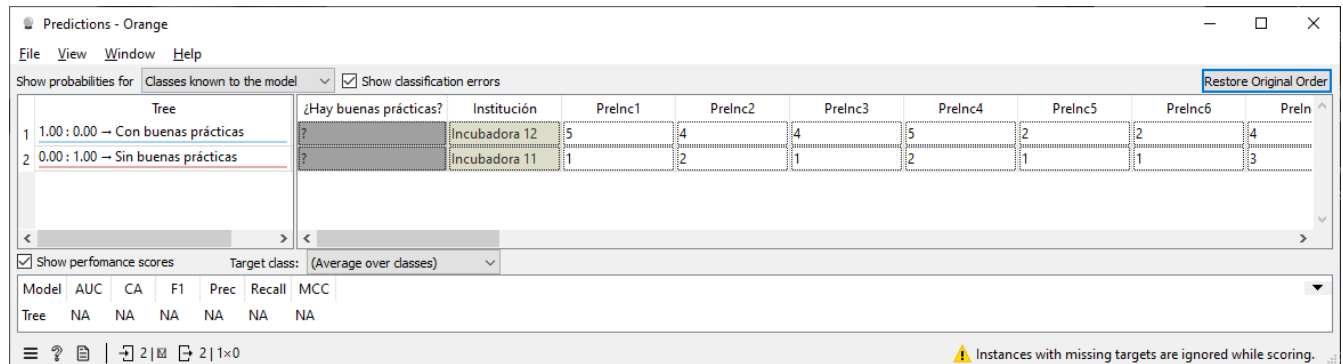 Predictions - Orange
File View Window Help
Show probabilities for Classes known to the model Show classification errors Restore Original Order
Tree ¿Hay buenas prácticas? Institución PreInc1 PreInc2 PreInc3 PreInc4 PreInc5 PreInc6 PreIn
1 1.00 : 0.00 → Con buenas prácticas ? Incubadora 12 5 4 4 5 2 2 4
2 0.00 : 1.00 → Sin buenas prácticas ? Incubadora 11 1 2 1 2 1 1 3
Show perfomance scores Target class: (Average over classes)
Model AUC CA F1 Prec Recall MCC
Tree NA NA NA NA NA NA
? 2 | 2 | 1×0 Instances with missing targets are ignored while scoring.